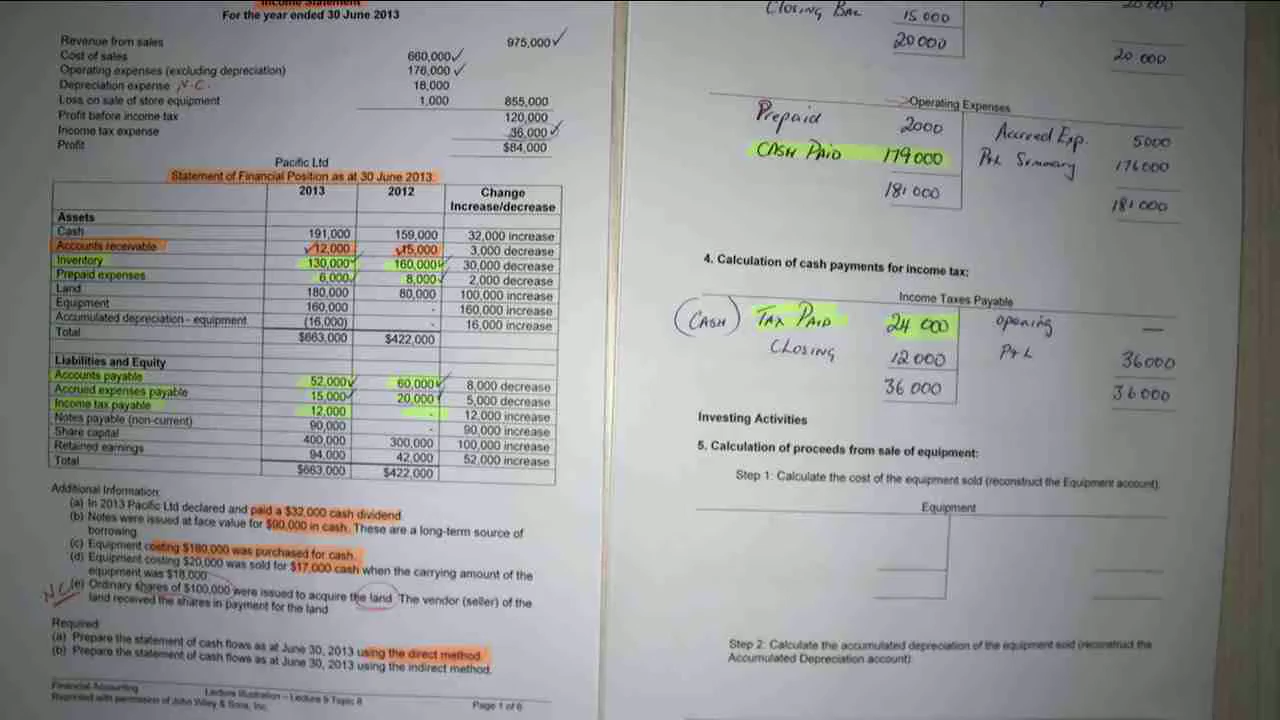 Income Statement
For the year ended 30 June 2013
Revenue from sales 975,000✓
Cost of sales 660,000✓
Operating expenses (excluding depreciation) 176,000 ✓
Depreciation expense N.C. 18,000
Loss on sale of store equipment 1,000 855,000
Profit before income tax 120,000
Income tax expense 36,000✓
Profit $84,000
Pacific Ltd
Statement of Financial Position as at 30 June 2013
2013 2012 Change
Increase/decrease
Assets
Cash 191,000 159,000 32,000 increase
Accounts receivable ✓12,000 ✓15,000 3,000 decrease
Inventory 130,000✓ 160,000✓ 30,000 decrease
Prepaid expenses 6,000✓ 8,000✓ 2,000 decrease
Land 180,000 80,000 100,000 increase
Equipment 160,000 - 160,000 increase
Accumulated depreciation - equipment (16,000) - 16,000 increase
Total $663,000 $422,000
Liabilities and Equity
Accounts payable 52,000✓ 60,000✓ 8,000 decrease
Accrued expenses payable 15,000✓ 20,000✓ 5,000 decrease
Income tax payable 12,000 - 12,000 increase
Notes payable (non-current) 90,000 - 90,000 increase
Share capital 400,000 300,000 100,000 increase
Retained earnings 94,000 42,000 52,000 increase
Total $663,000 $422,000
Additional Information:
(a) In 2013 Pacific Ltd declared and paid a $32,000 cash dividend
(b) Notes were issued at face value for $90,000 in cash. These are a long-term source of
borrowing
(c) Equipment costing $180,000 was purchased for cash.
(d) Equipment costing $20,000 was sold for $17,000 cash when the carrying amount of the
equipment was $18,000
N.C. (e) Ordinary shares of $100,000 were issued to acquire the land. The vendor (seller) of the
land received the shares in payment for the land
Required
(a) Prepare the statement of cash flows as at June 30, 2013 using the direct method
(b) Prepare the statement of cash flows as at June 30, 2013 using the indirect method.
Financial Accounting Lecture Illustration - Lecture 9 Topic 8 Page 1 of 6
Reprinted with permission of John Wiley & Sons, Inc.
Closing Bal 15 000 20 000
20 000 20 000
Operating Expenses
Prepaid 2000 Accrued Exp. 5000
CASH PAID 179 000 P&L Summary 176 000
181 000 181 000
4. Calculation of cash payments for income tax:
Income Taxes Payable
(CASH) TAX PAID 24 000 opening —
CLOSING 12 000 P+L 36000
36 000 36 000
Investing Activities
5. Calculation of proceeds from sale of equipment:
Step 1: Calculate the cost of the equipment sold (reconstruct the Equipment account).
Equipment
Step 2: Calculate the accumulated depreciation of the equipment sold (reconstruct the
Accumulated Depreciation account)